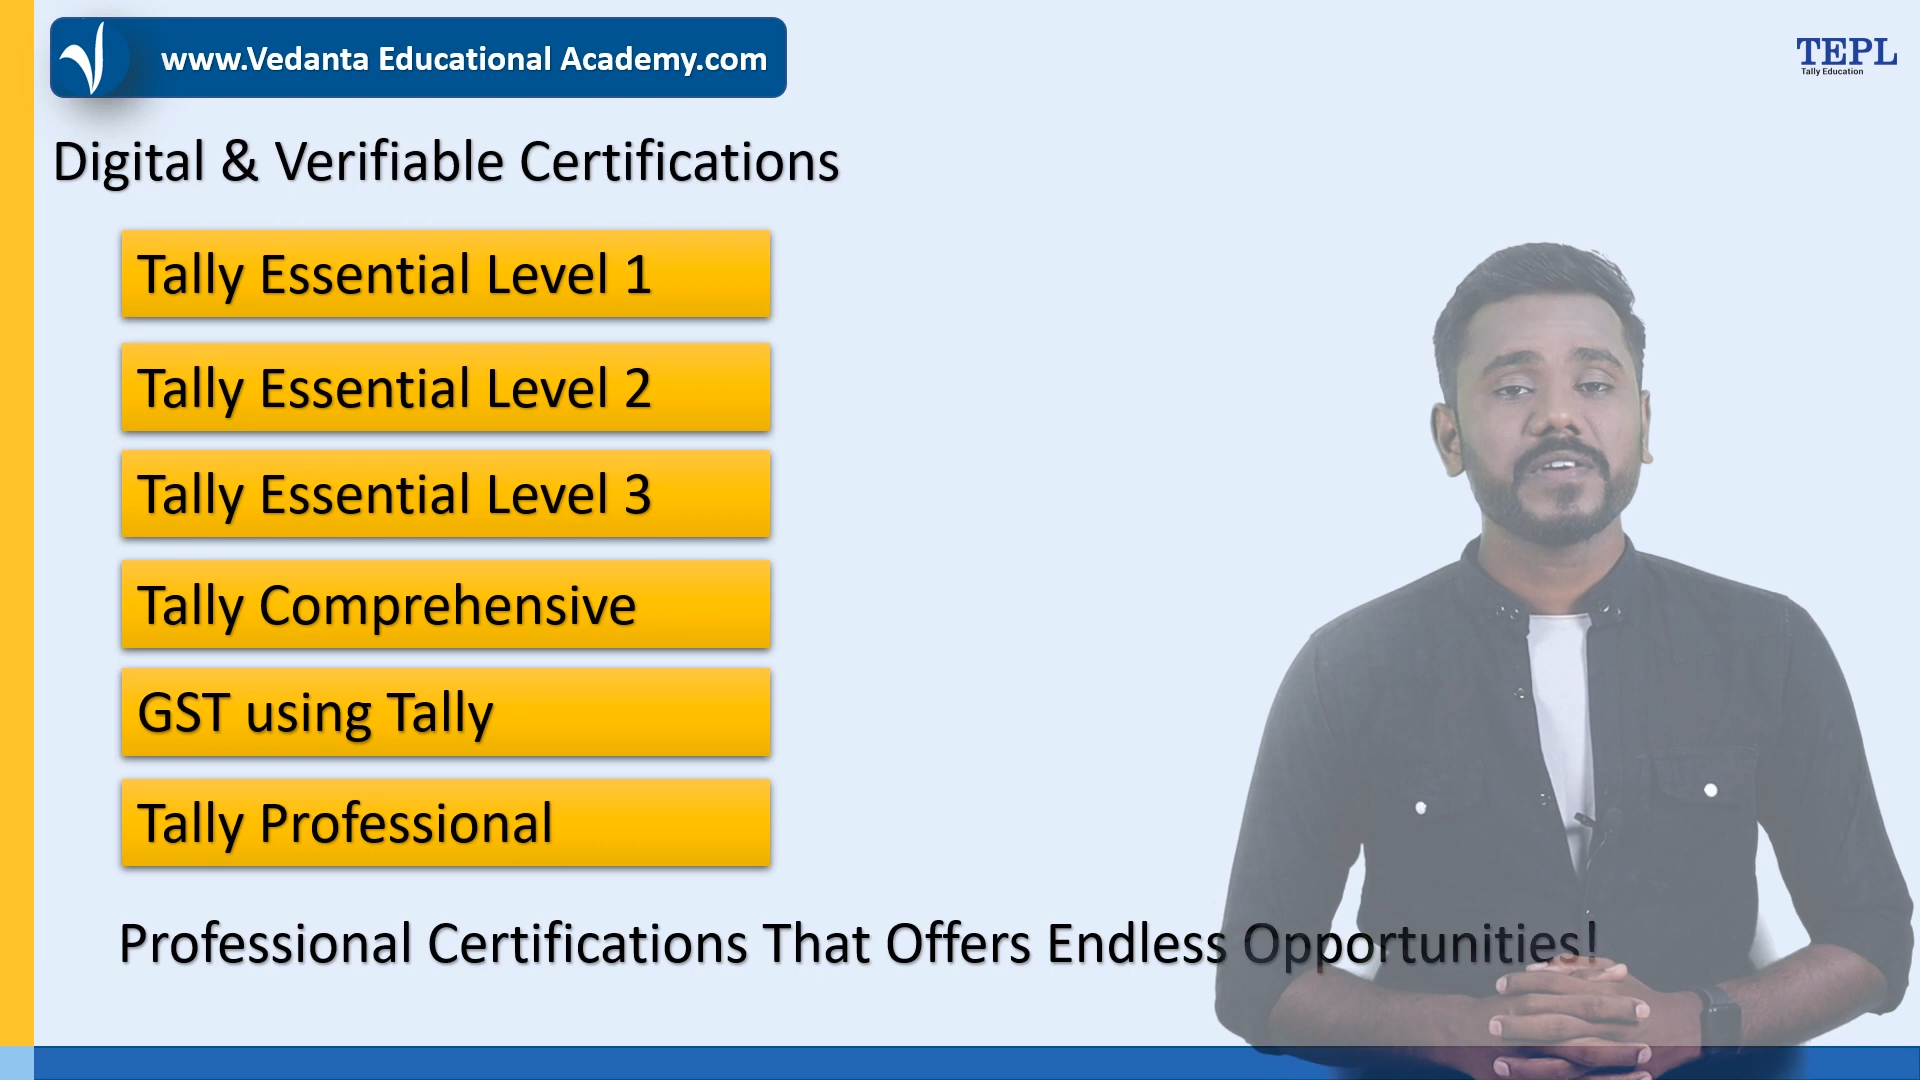 www.Vedanta Educational Academy.com
TEPL
Tally Education
Digital & Verifiable Certifications
Tally Essential Level 1
Tally Essential Level 2
Tally Essential Level 3
Tally Comprehensive
GST using Tally
Tally Professional
Professional Certifications That Offers Endless Opportunities!